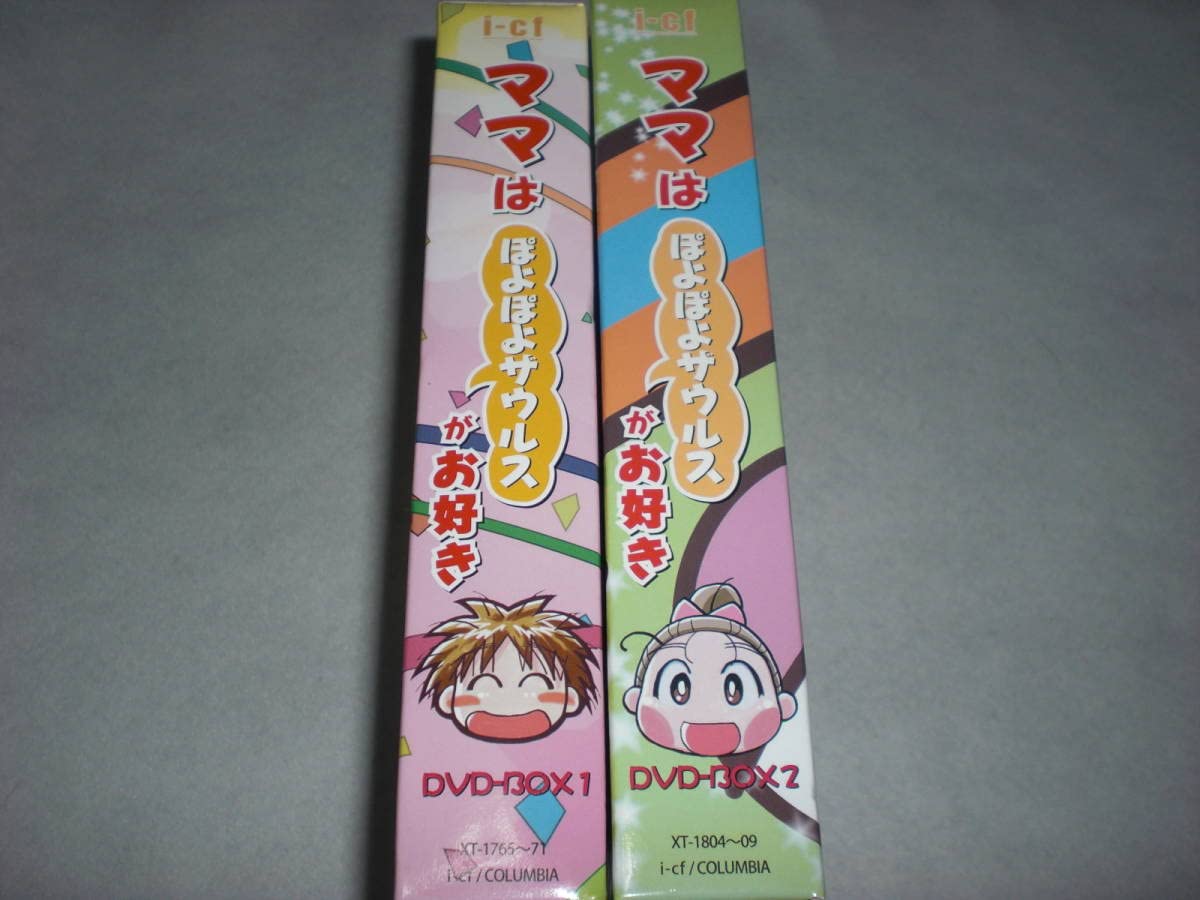 i-cf
ママは
ぽよぽよザウルス
がお好き
DVD-BOX 1
XT-1765～71
i-cf / COLUMBIA
i-cf
ママは
ぽよぽよザウルス
がお好き
DVD-BOX 2
XT-1804～09
i-cf / COLUMBIA